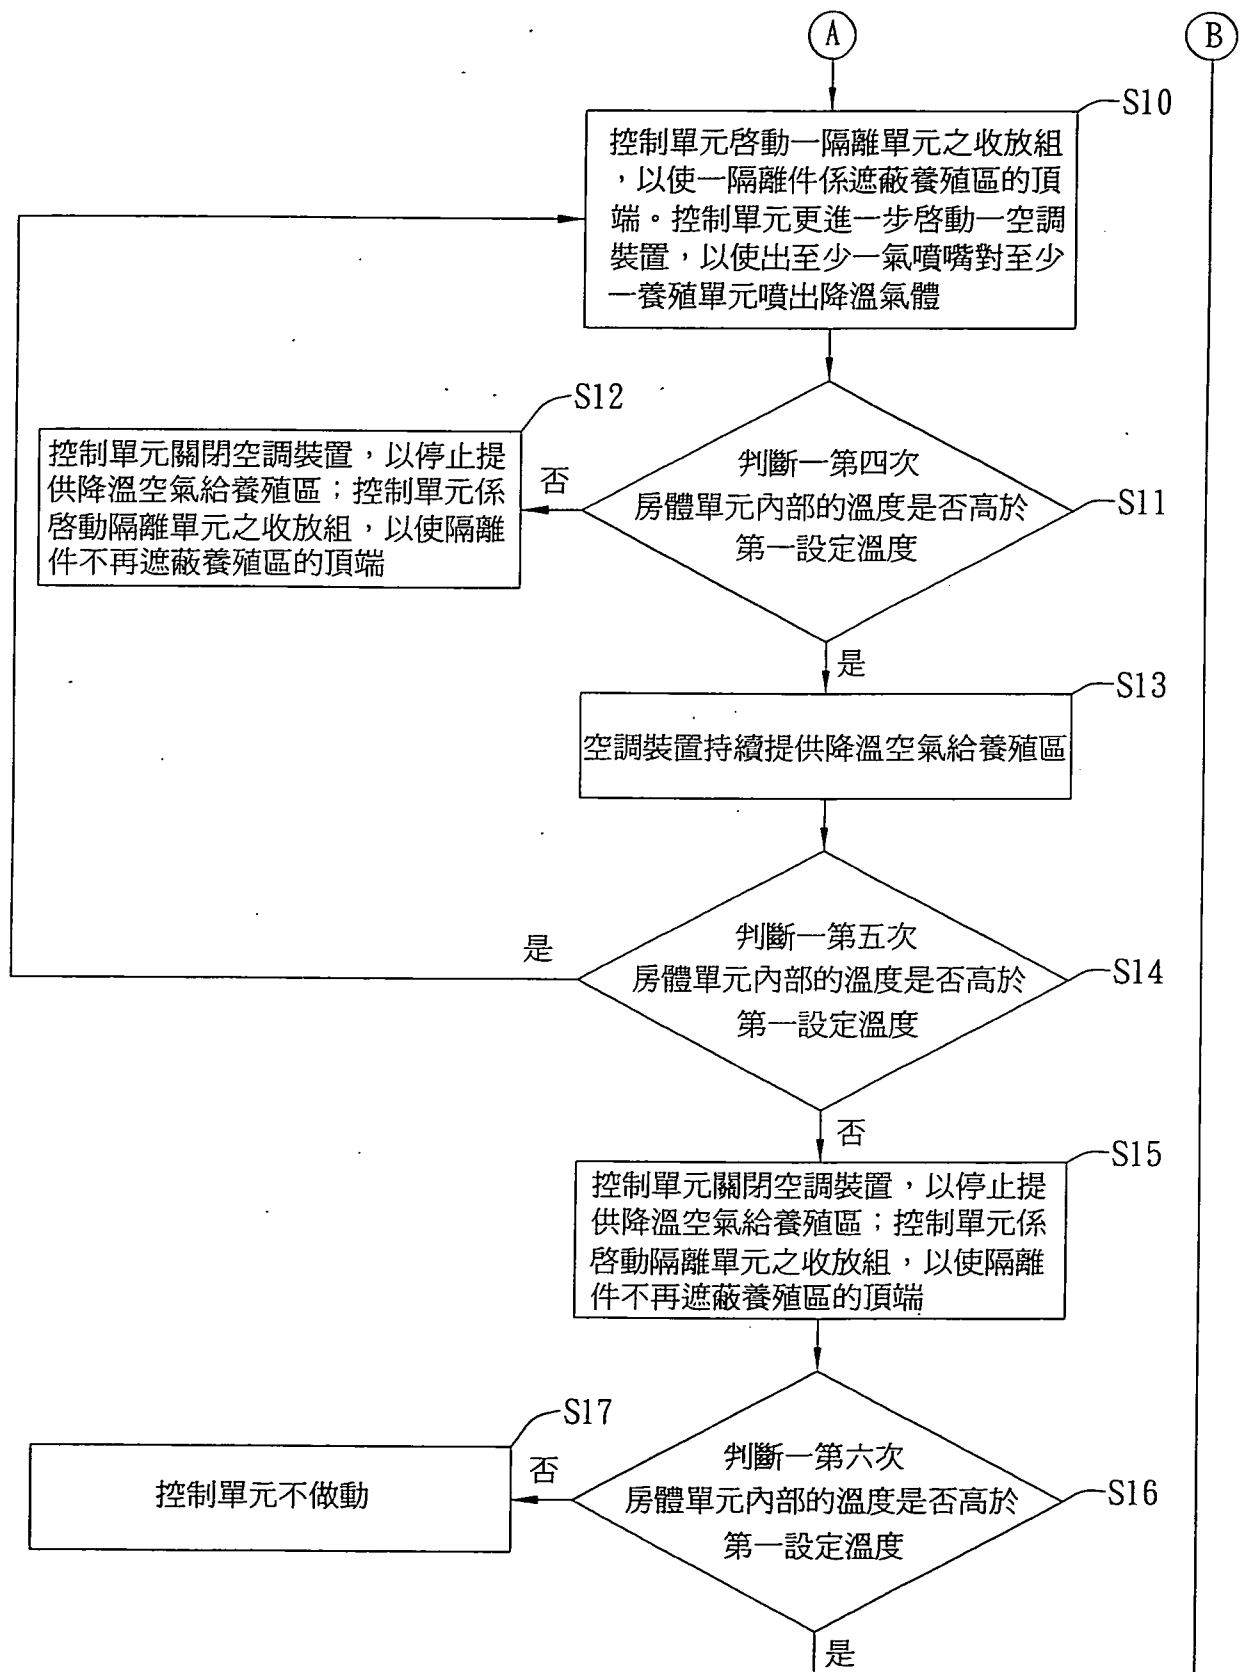 A
B
S10
控制單元啓動一隔離單元之收放組
，以使一隔離件係遮蔽養殖區的頂
端。控制單元更進一步啓動一空調
裝置，以使出至少一氣噴嘴對至少
一養殖單元噴出降溫氣體
S12
控制單元關閉空調裝置，以停止提
供降溫空氣給養殖區；控制單元係
啓動隔離單元之收放組，以使隔離
件不再遮蔽養殖區的頂端
否
判斷一第四次
房體單元內部的溫度是否高於
第一設定溫度
S11
是
S13
空調裝置持續提供降溫空氣給養殖區
是
判斷一第五次
房體單元內部的溫度是否高於
第一設定溫度
S14
否
S15
控制單元關閉空調裝置，以停止提
供降溫空氣給養殖區；控制單元係
啓動隔離單元之收放組，以使隔離
件不再遮蔽養殖區的頂端
S17
控制單元不做動
否
判斷一第六次
房體單元內部的溫度是否高於
第一設定溫度
S16
是